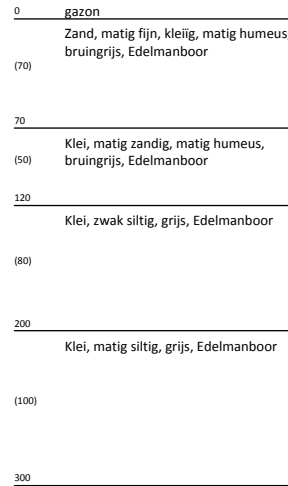 0 gazon
Zand, matig fijn, kleiïg, matig humeus,
bruingrijs, Edelmanboor
(70)
70
Klei, matig zandig, matig humeus,
(50) bruingrijs, Edelmanboor
120
Klei, zwak siltig, grijs, Edelmanboor
(80)
200
Klei, matig siltig, grijs, Edelmanboor
(100)
300